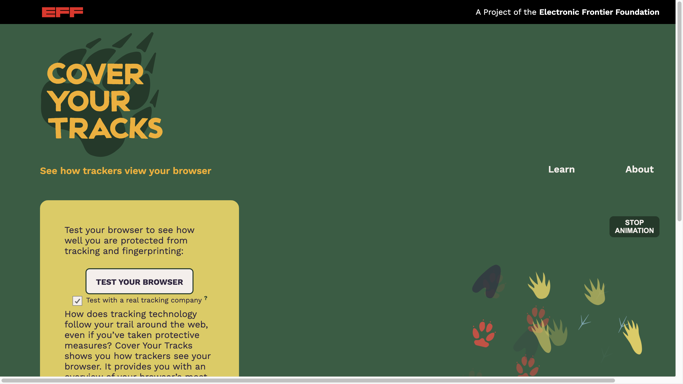 EFF
A Project of the Electronic Frontier Foundation
COVER
YOUR
TRACKS
See how trackers view your browser
Learn
About
STOP
ANIMATION
Test your browser to see how
well you are protected from
tracking and fingerprinting:
TEST YOUR BROWSER
Test with a real tracking company ?
How does tracking technology
follow your trail around the web,
even if you've taken protective
measures? Cover Your Tracks
shows you how trackers see your
browser. It provides you with an
overview of your browser's most